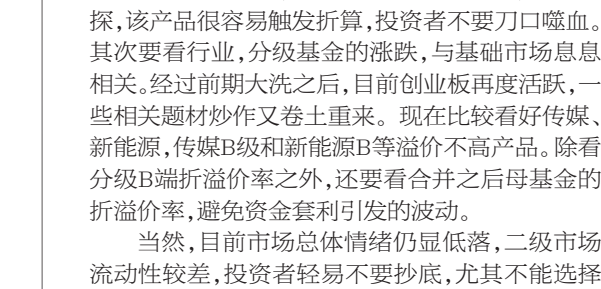 探,该产品很容易触发折算,投资者不要刀口噬血。
其次要看行业,分级基金的涨跌,与基础市场息息
相关。经过前期大洗之后,目前创业板再度活跃,一
些相关题材炒作又卷土重来。现在比较看好传媒、
新能源,传媒B级和新能源B等溢价不高产品。除看
分级B端折溢价率之外,还要看合并之后母基金的
折溢价率,避免资金套利引发的波动。
当然,目前市场总体情绪仍显低落,二级市场
流动性较差,投资者轻易不要抄底,尤其不能选择